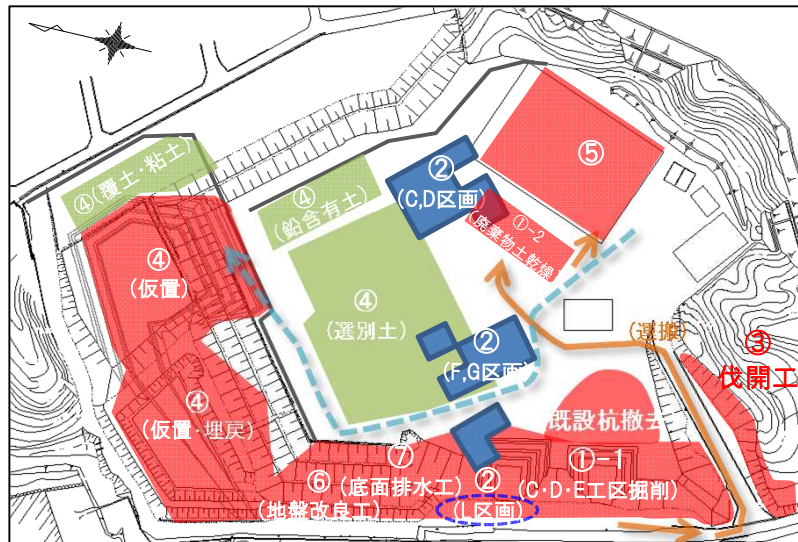 ⑤
②
(C,D区画)
④(覆土・粘土)
④
(鉛含有土)
①-2
(廃棄物土乾燥)
④
(仮置)
④
(選別土)
②
(F,G区画)
(運搬)
③
伐開工
④
(仮置・埋戻)
既設杭撤去
⑦
(底面排水工)
①-1
(C・D・E工区掘削)
⑥
(地盤改良工)
②
(L区画)